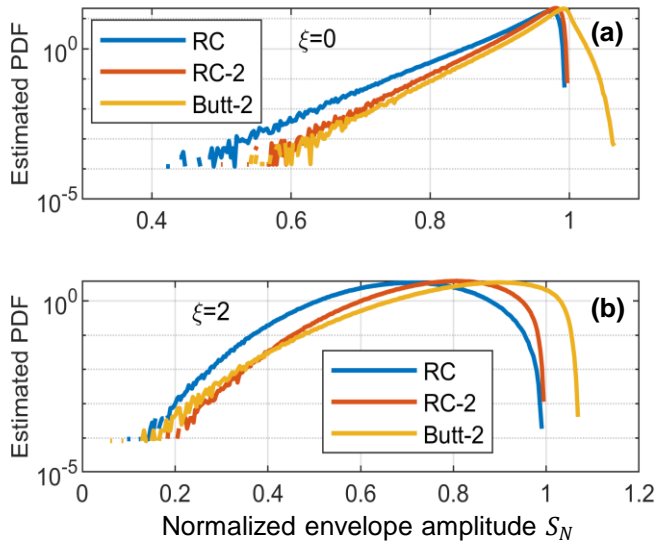 (a)
ξ=0
RC
RC-2
Butt-2
Estimated PDF
10^0
10^-5
0.4 0.6 0.8 1
(b)
ξ=2
RC
RC-2
Butt-2
Estimated PDF
10^0
10^-5
0 0.2 0.4 0.6 0.8 1 1.2
Normalized envelope amplitude S_N